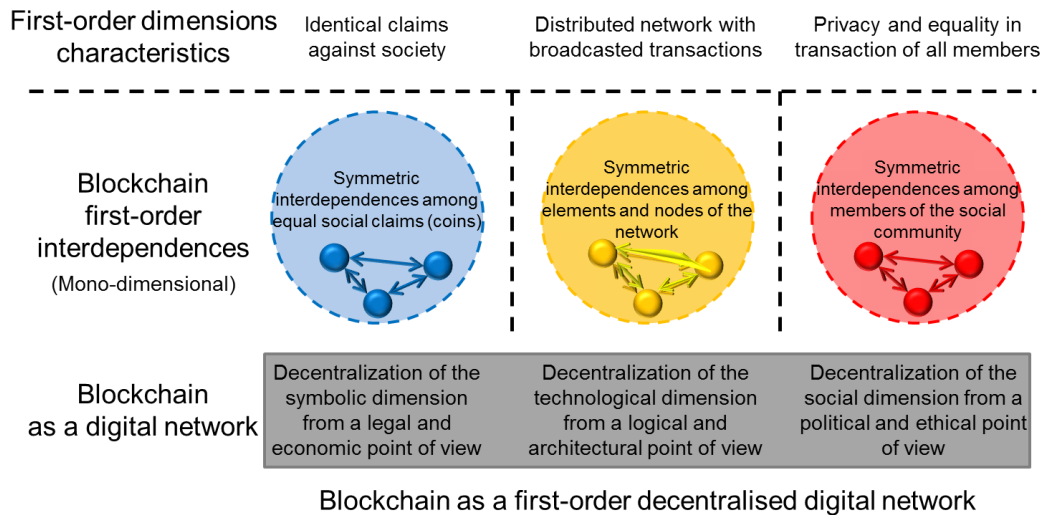 First-order dimensions
characteristics
Identical claims
against society
Distributed network with
broadcasted transactions
Privacy and equality in
transaction of all members
Blockchain
first-order
interdependences
(Mono-dimensional)
Symmetric
interdependences among
equal social claims (coins)
Symmetric
interdependences among
elements and nodes of the
network
Symmetric
interdependences among
members of the social
community
Blockchain
as a digital network
Decentralization of the
symbolic dimension
from a legal and
economic point of view
Decentralization of the
technological dimension
from a logical and
architectural point of view
Decentralization of the
social dimension from a
political and ethical point
of view
Blockchain as a first-order decentralised digital network